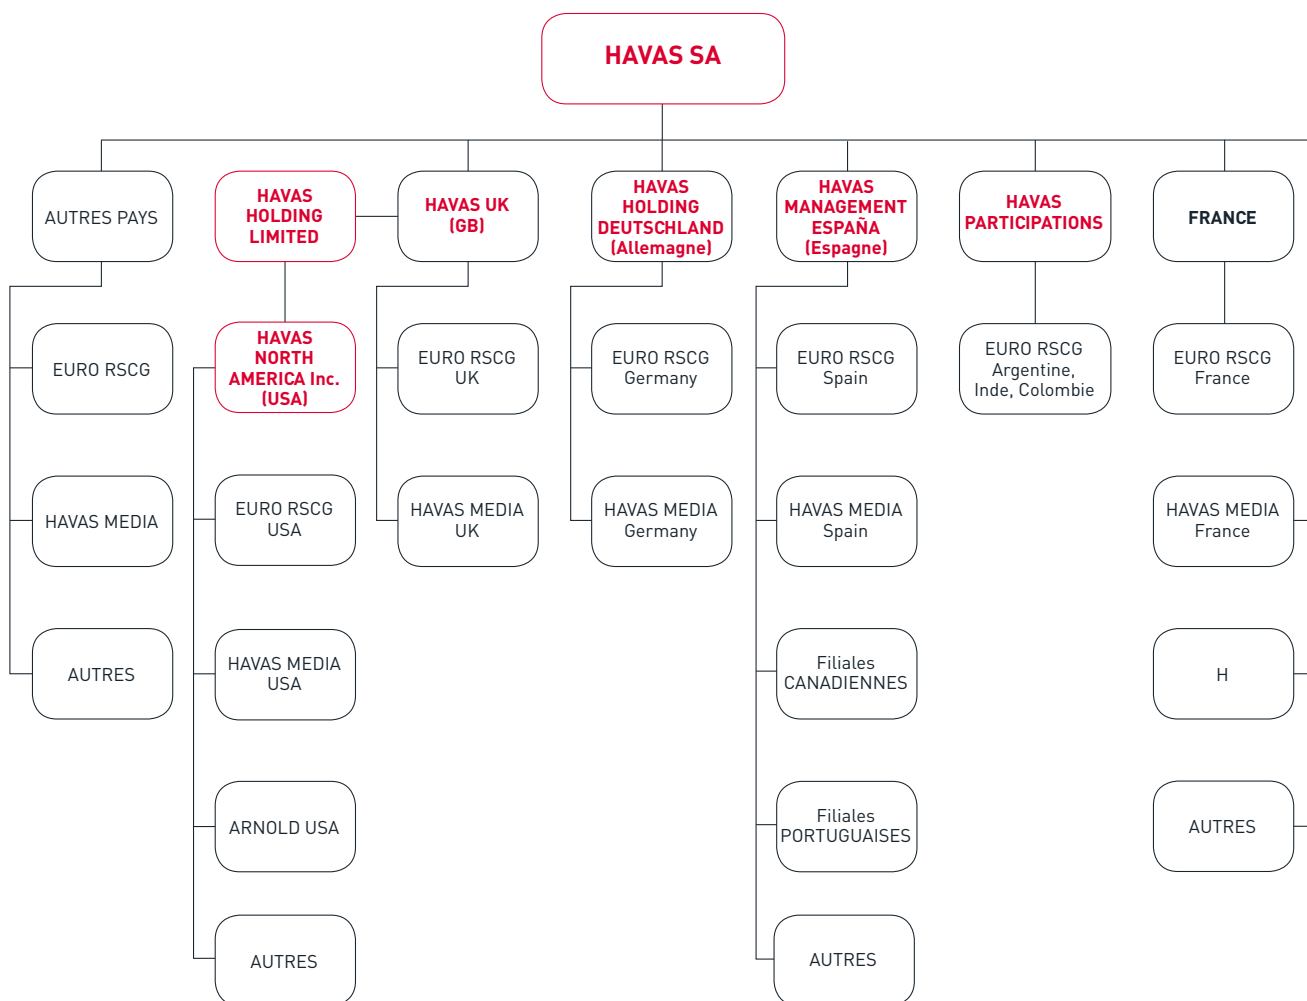 HAVAS SA
AUTRES PAYS
HAVAS
HOLDING
LIMITED
HAVAS UK
(GB)
HAVAS
HOLDING
DEUTSCHLAND
(Allemagne)
HAVAS
MANAGEMENT
ESPAÑA
(Espagne)
HAVAS
PARTICIPATIONS
FRANCE
EURO RSCG
HAVAS
NORTH
AMERICA Inc.
(USA)
EURO RSCG
UK
EURO RSCG
Germany
EURO RSCG
Spain
EURO RSCG
Argentine,
Inde, Colombie
EURO RSCG
France
HAVAS MEDIA
EURO RSCG
USA
HAVAS MEDIA
UK
HAVAS MEDIA
Germany
HAVAS MEDIA
Spain
HAVAS MEDIA
France
AUTRES
HAVAS MEDIA
USA
Filiales
CANADIENNES
H
ARNOLD USA
Filiales
PORTUGUAISES
AUTRES
AUTRES
AUTRES